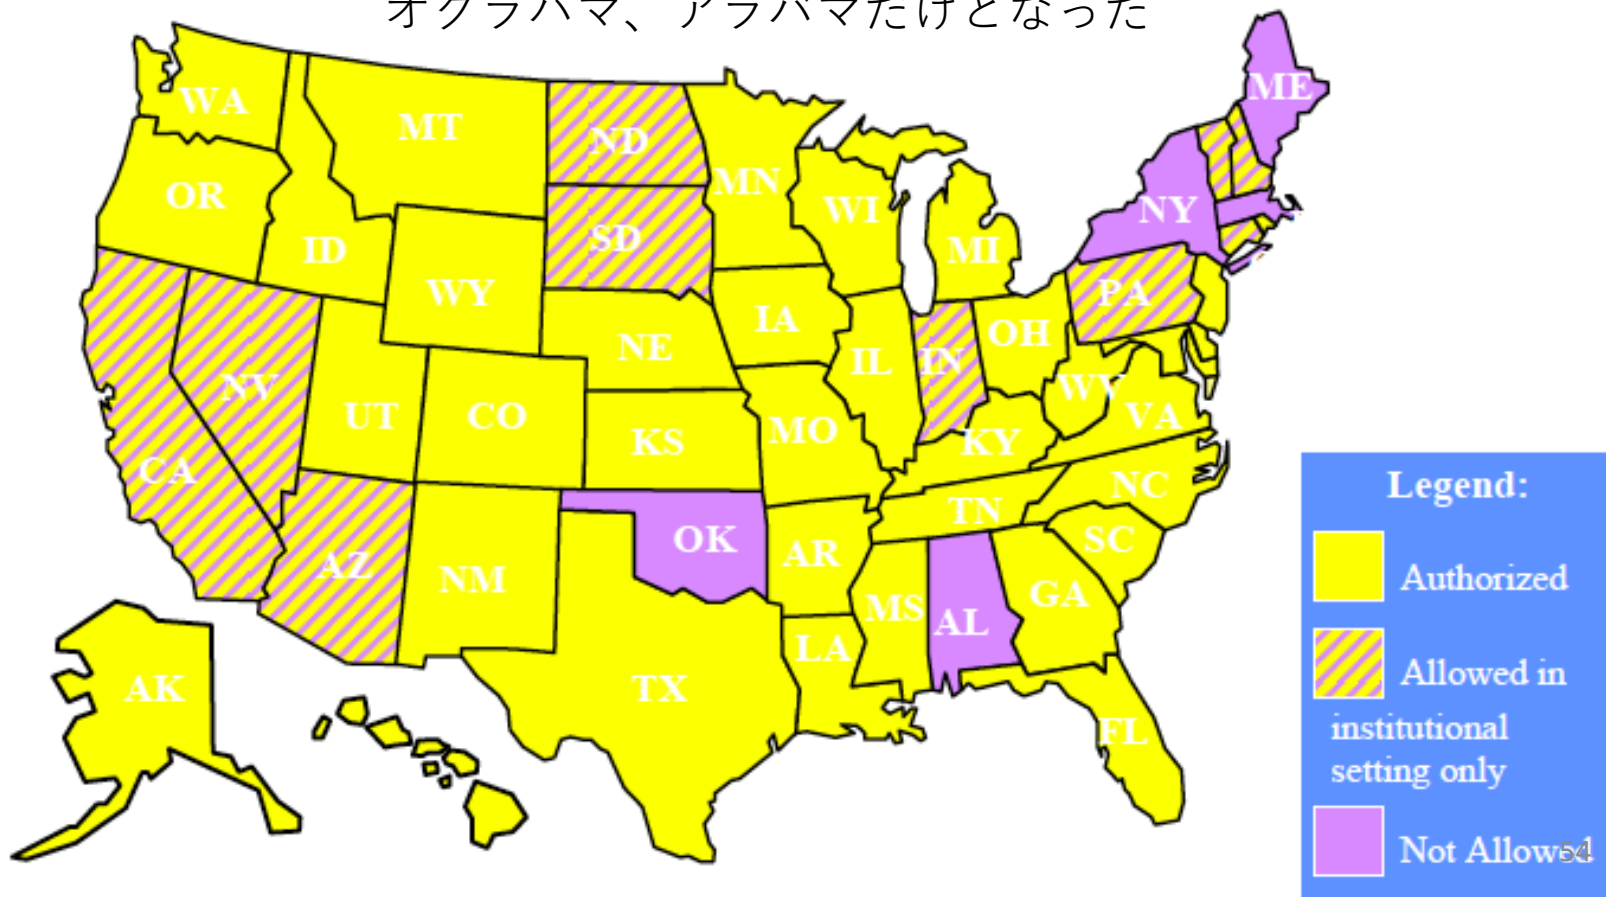 オクラハマ、アラバマだけとなった
ME
WA
MT
ND
MN
OR
SD
WI
NY
ID
MI
WY
PA
IA
NE
OH
IL
IN
NV
WV
UT
CO
VA
KS
MO
KY
CA
NC
TN
OK
SC
AR
AZ
NM
GA
MS
AL
LA
AK
TX
FL
Legend:
Authorized
Allowed in
institutional
setting only
Not Allowed
54